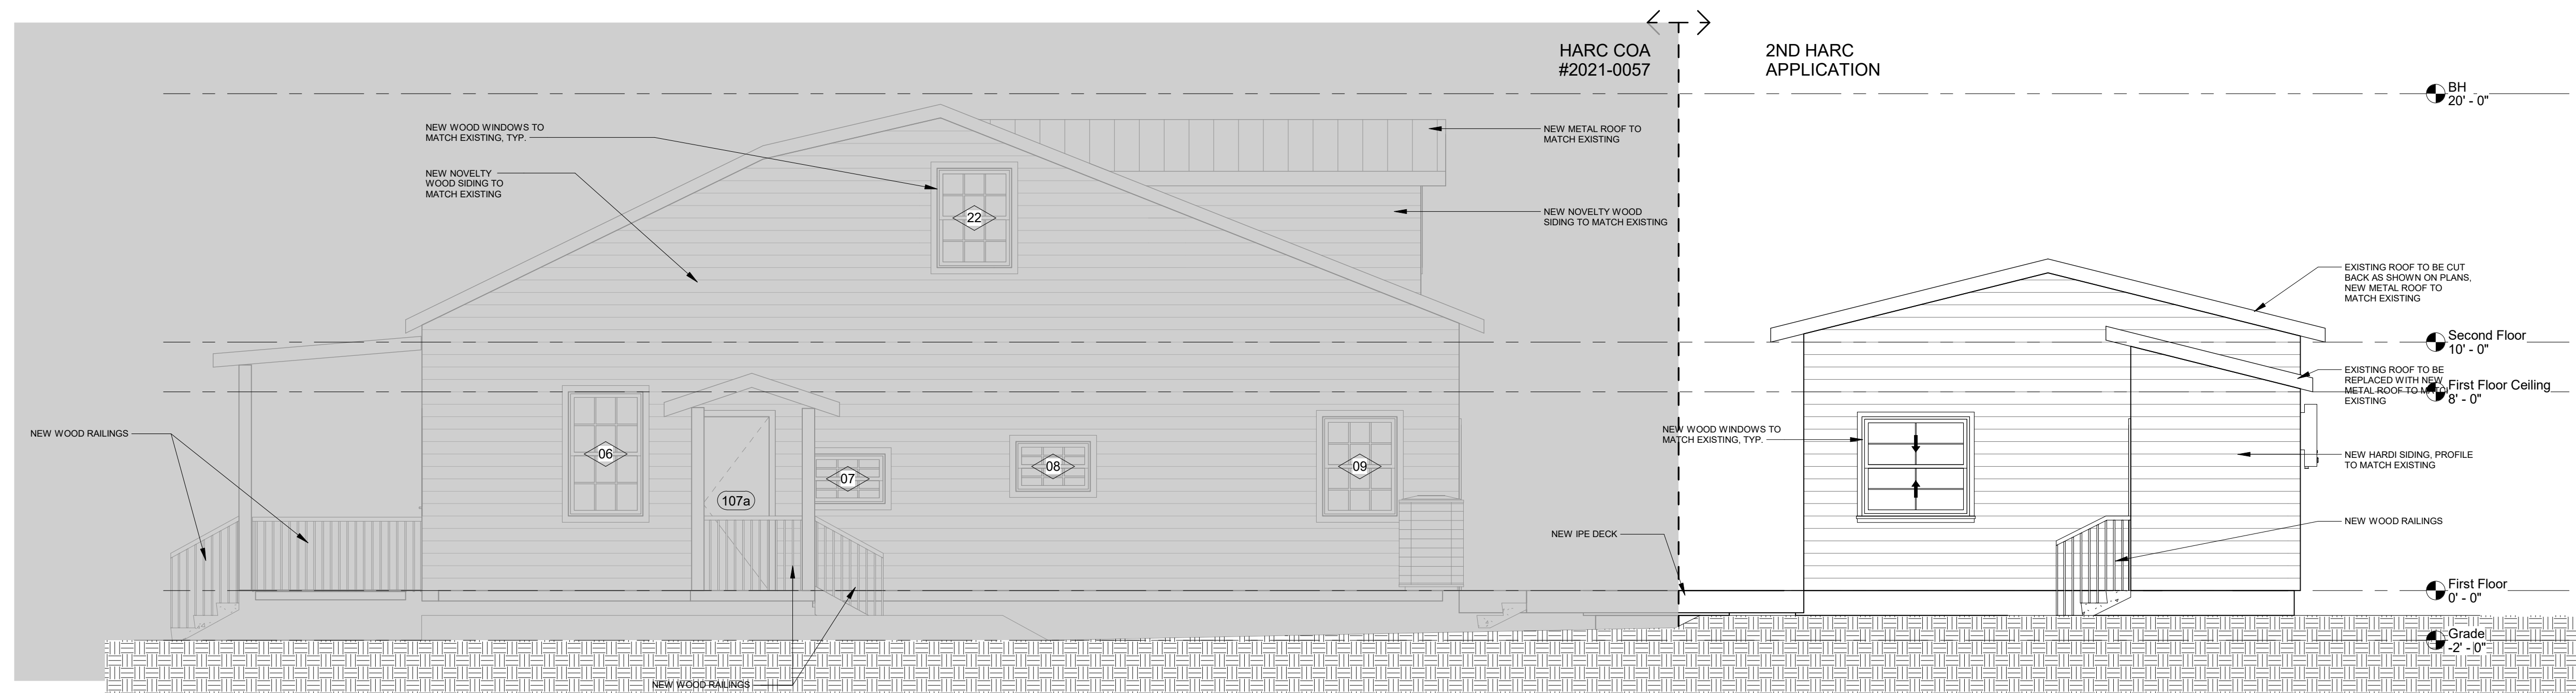 HARC COA
#2021-0057
2ND HARC
APPLICATION
BH
20' - 0"
NEW WOOD WINDOWS TO
MATCH EXISTING, TYP.
NEW METAL ROOF TO
MATCH EXISTING
NEW NOVELTY
WOOD SIDING TO
MATCH EXISTING
22
NEW NOVELTY WOOD
SIDING TO MATCH EXISTING
EXISTING ROOF TO BE CUT
BACK AS SHOWN ON PLANS,
NEW METAL ROOF TO
MATCH EXISTING
Second Floor
10' - 0"
EXISTING ROOF TO BE
REPLACED WITH NEW
METAL ROOF TO MATCH
EXISTING
First Floor Ceiling
8' - 0"
NEW WOOD RAILINGS
06
107a
07
08
09
NEW WOOD WINDOWS TO
MATCH EXISTING, TYP.
NEW HARDI SIDING, PROFILE
TO MATCH EXISTING
NEW IPE DECK
NEW WOOD RAILINGS
First Floor
0' - 0"
Grade
-2' - 0"
NEW WOOD RAILINGS